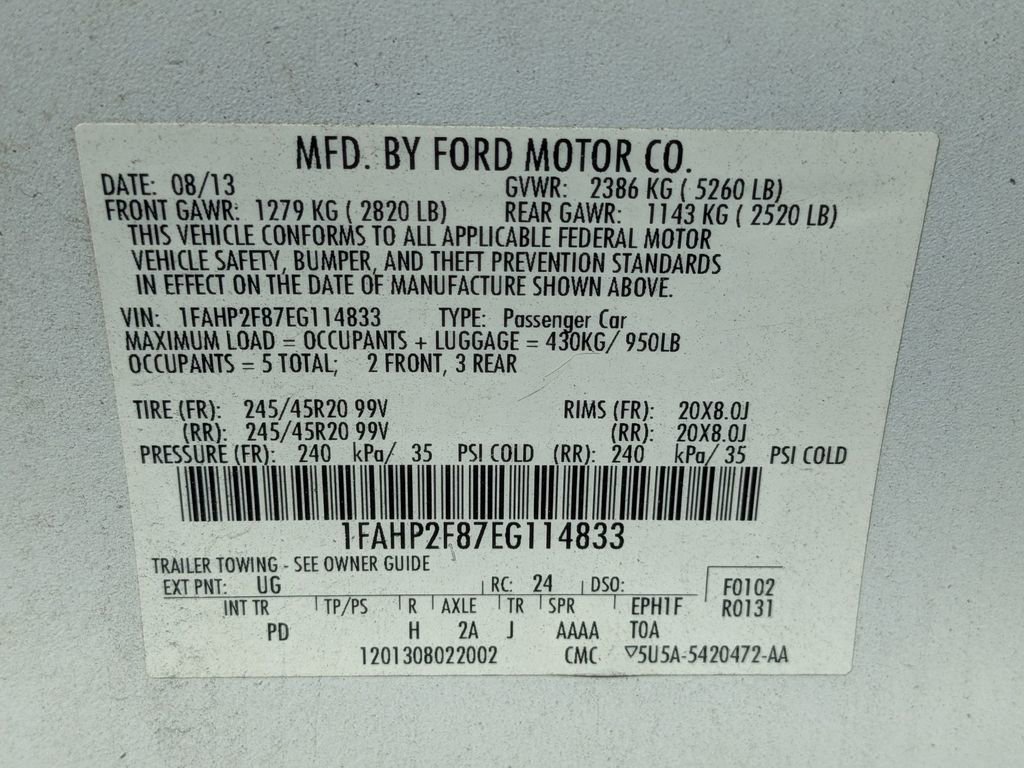 MFD. BY FORD MOTOR CO.
DATE: 08/13 GVWR: 2386 KG ( 5260 LB)
FRONT GAWR: 1279 KG ( 2820 LB) REAR GAWR: 1143 KG ( 2520 LB)
THIS VEHICLE CONFORMS TO ALL APPLICABLE FEDERAL MOTOR
VEHICLE SAFETY, BUMPER, AND THEFT PREVENTION STANDARDS
IN EFFECT ON THE DATE OF MANUFACTURE SHOWN ABOVE.
VIN: 1FAHP2F87EG114833 TYPE: Passenger Car
MAXIMUM LOAD = OCCUPANTS + LUGGAGE = 430KG/ 950LB
OCCUPANTS = 5 TOTAL; 2 FRONT, 3 REAR
TIRE (FR): 245/45R20 99V RIMS (FR): 20X8.0J
(RR): 245/45R20 99V (RR): 20X8.0J
PRESSURE (FR): 240 kPa/ 35 PSI COLD (RR): 240 kPa/ 35 PSI COLD
1FAHP2F87EG114833
TRAILER TOWING - SEE OWNER GUIDE
EXT PNT: UG RC: 24 DSO: F0102
INT TR TP/PS R AXLE TR SPR EPH1F R0131
PD H 2A J AAAA TOA
1201308022002 CMC ▽5U5A-5420472-AA